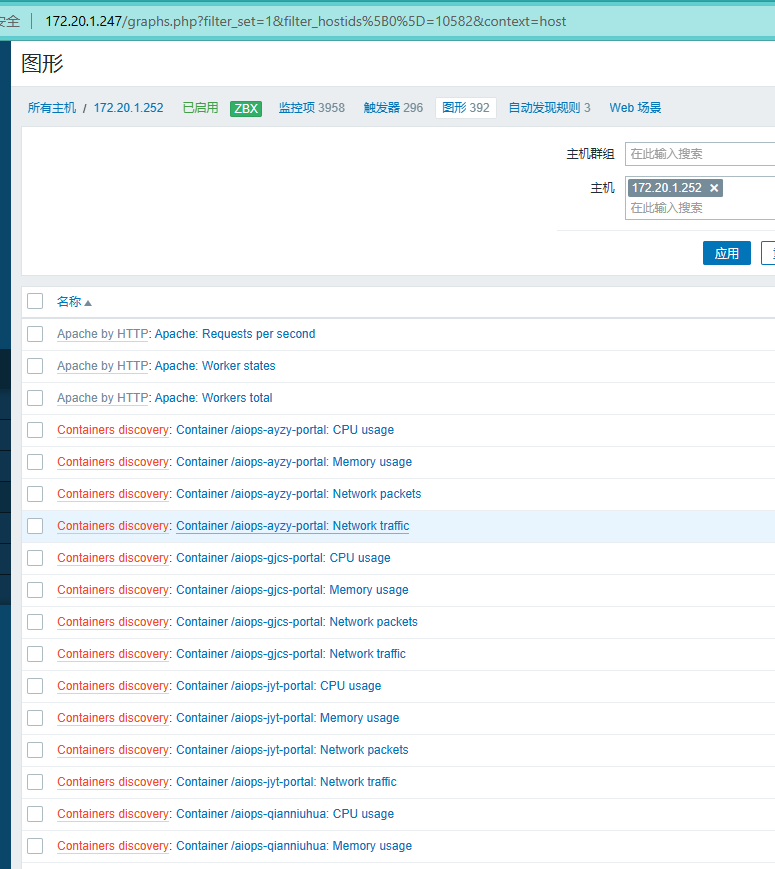 安全 172.20.1.247/graphs.php?filter_set=1&filter_hostids%5B0%5D=10582&context=host
图形
所有主机 / 172.20.1.252 已启用 ZBX 监控项 3958 触发器 296 图形 392 自动发现规则 3 Web 场景
主机群组 在此输入搜索
主机 172.20.1.252
在此输入搜索
应用
名称
Apache by HTTP: Apache: Requests per second
Apache by HTTP: Apache: Worker states
Apache by HTTP: Apache: Workers total
Containers discovery: Container /aiops-ayzy-portal: CPU usage
Containers discovery: Container /aiops-ayzy-portal: Memory usage
Containers discovery: Container /aiops-ayzy-portal: Network packets
Containers discovery: Container /aiops-ayzy-portal: Network traffic
Containers discovery: Container /aiops-gjcs-portal: CPU usage
Containers discovery: Container /aiops-gjcs-portal: Memory usage
Containers discovery: Container /aiops-gjcs-portal: Network packets
Containers discovery: Container /aiops-gjcs-portal: Network traffic
Containers discovery: Container /aiops-jyt-portal: CPU usage
Containers discovery: Container /aiops-jyt-portal: Memory usage
Containers discovery: Container /aiops-jyt-portal: Network packets
Containers discovery: Container /aiops-jyt-portal: Network traffic
Containers discovery: Container /aiops-qianniuhua: CPU usage
Containers discovery: Container /aiops-qianniuhua: Memory usage